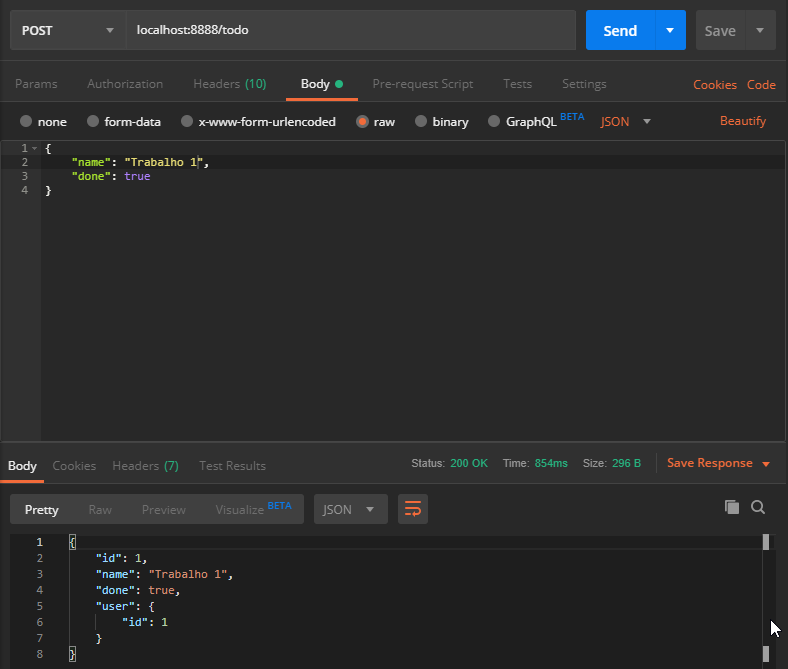 POST localhost:8888/todo Send Save
Params Authorization Headers (10) Body Pre-request Script Tests Settings Cookies Code
none form-data x-www-form-urlencoded raw binary GraphQL BETA JSON Beautify
1 {
2 "name": "Trabalho 1",
3 "done": true
4 }
Body Cookies Headers (7) Test Results Status: 200 OK Time: 854ms Size: 296 B Save Response
Pretty Raw Preview Visualize BETA JSON
1 {
2 "id": 1,
3 "name": "Trabalho 1",
4 "done": true,
5 "user": {
6 "id": 1
7 }
8 }